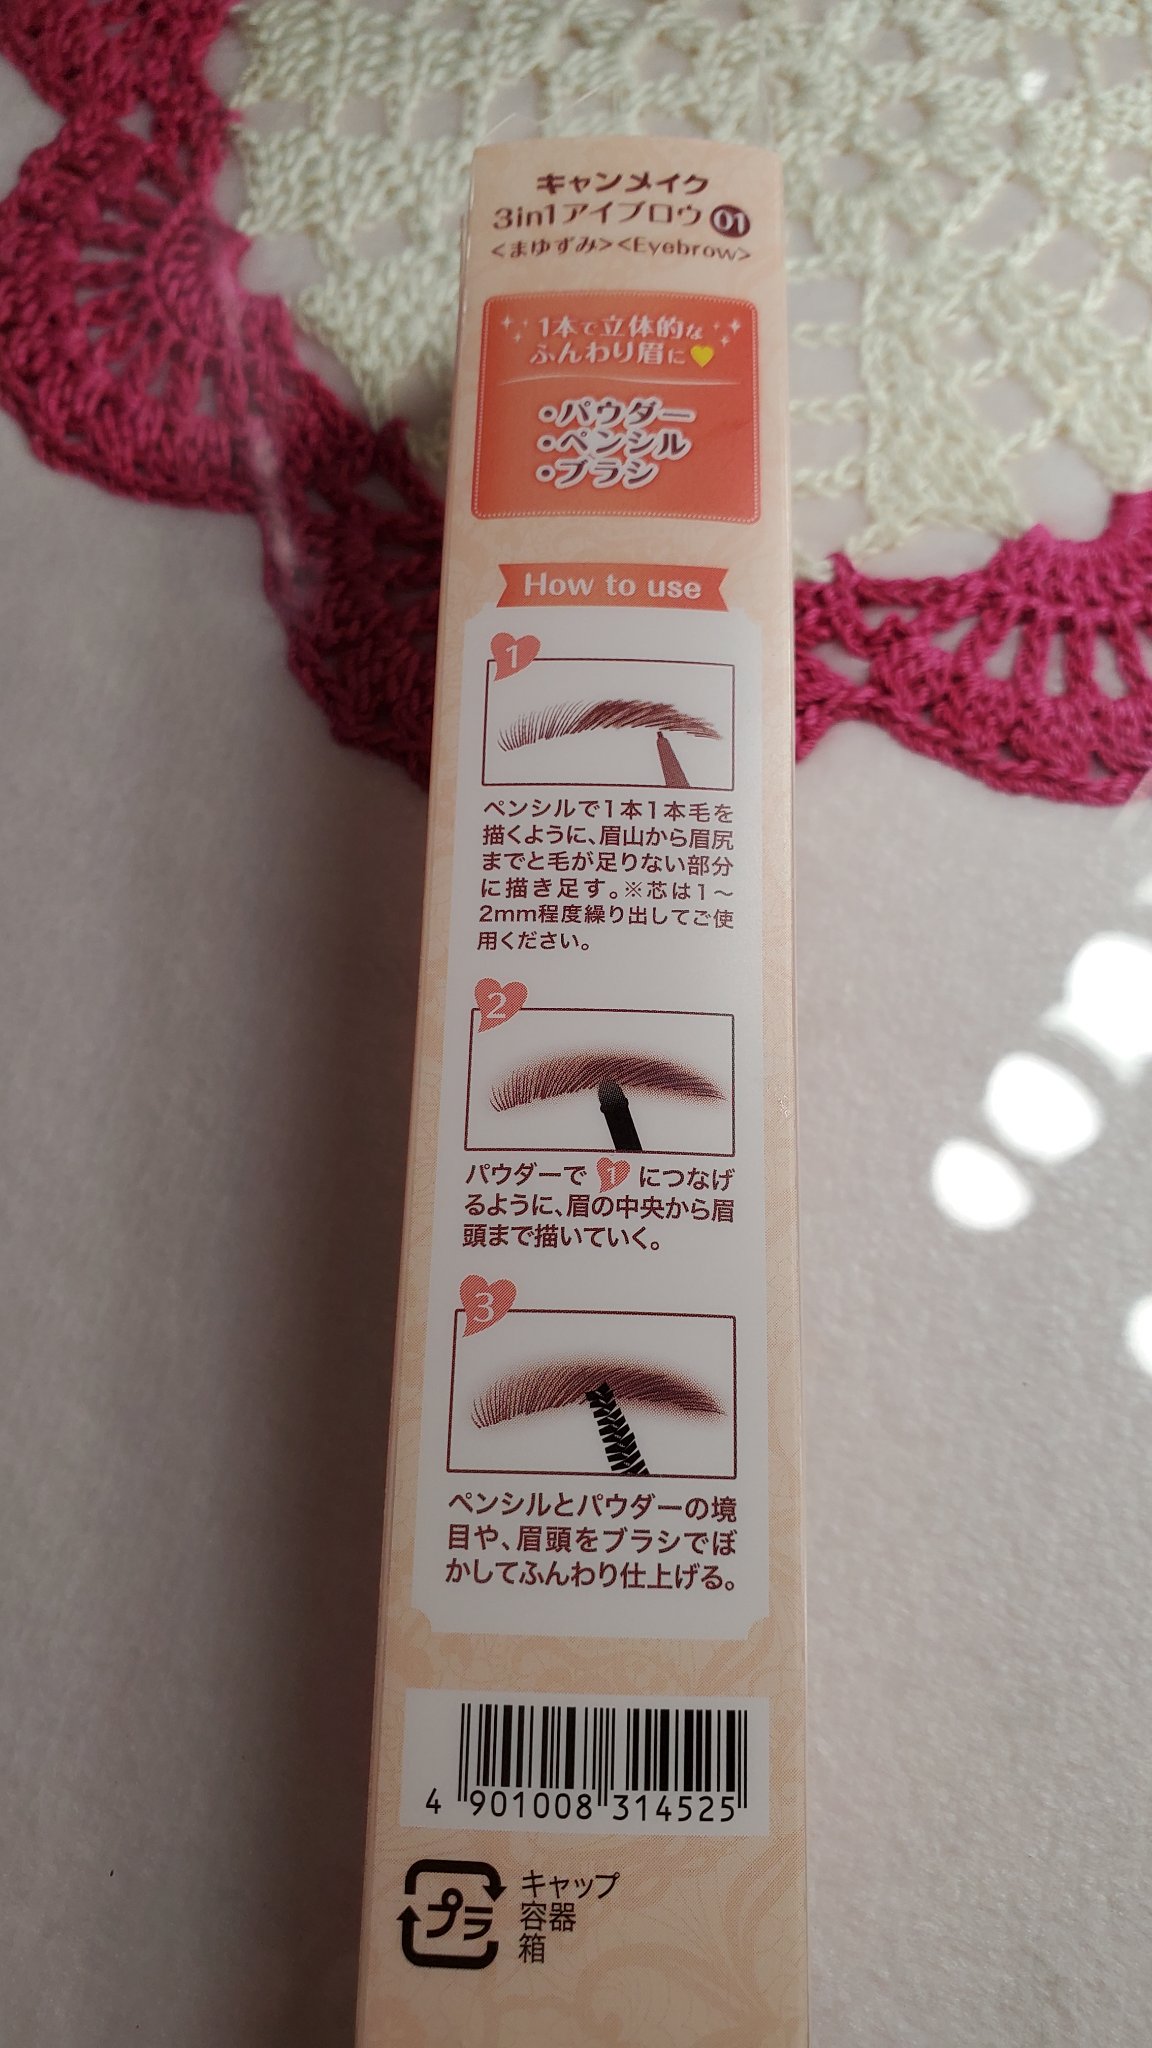 キャンメイク
3in1アイブロウ 01
<まゆずみ><Eyebrow>
1本で立体的な
ふんわり眉に
・パウダー
・ペンシル
・ブラシ
How to use
1
ペンシルで1本1本毛を
描くように、眉山から眉尻
までと毛が足りない部分
に描き足す。※芯は1～
2mm程度繰り出してご使
用ください。
2
パウダーで 1 につなげ
るように、眉の中央から眉
頭まで描いていく。
3
ペンシルとパウダーの境
目や、眉頭をブラシでぼ
かしてふんわり仕上げる。
4 901008 314525
プラ
キャップ
容器
箱